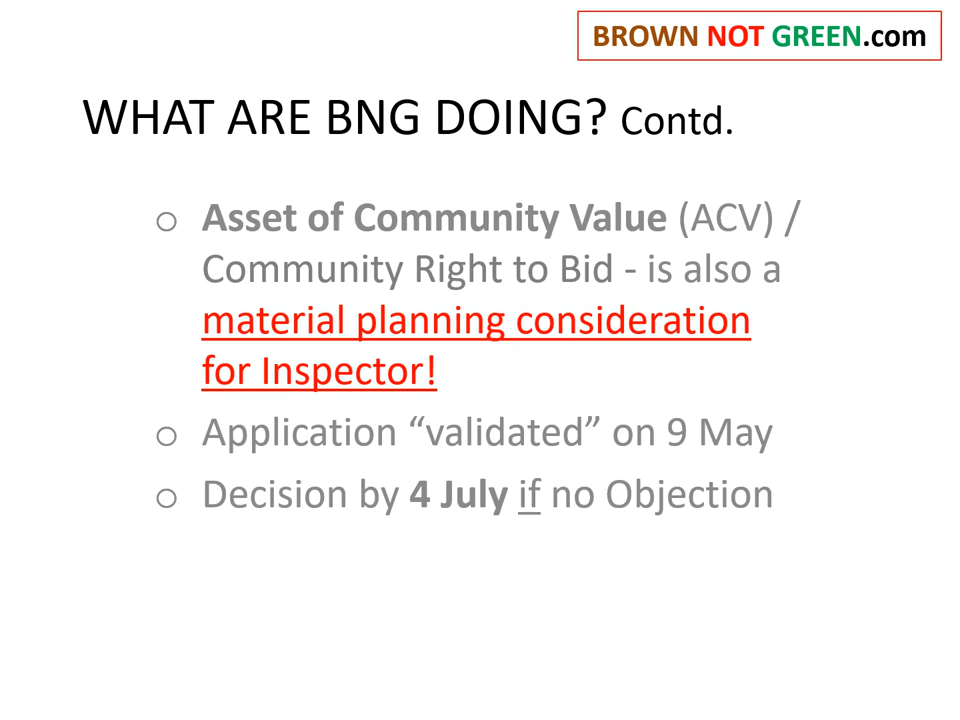 BROWN NOT GREEN.com
WHAT ARE BNG DOING? Contd.
o Asset of Community Value (ACV) /
Community Right to Bid - is also a
material planning consideration
for Inspector!
o Application “validated” on 9 May
o Decision by 4 July if no Objection